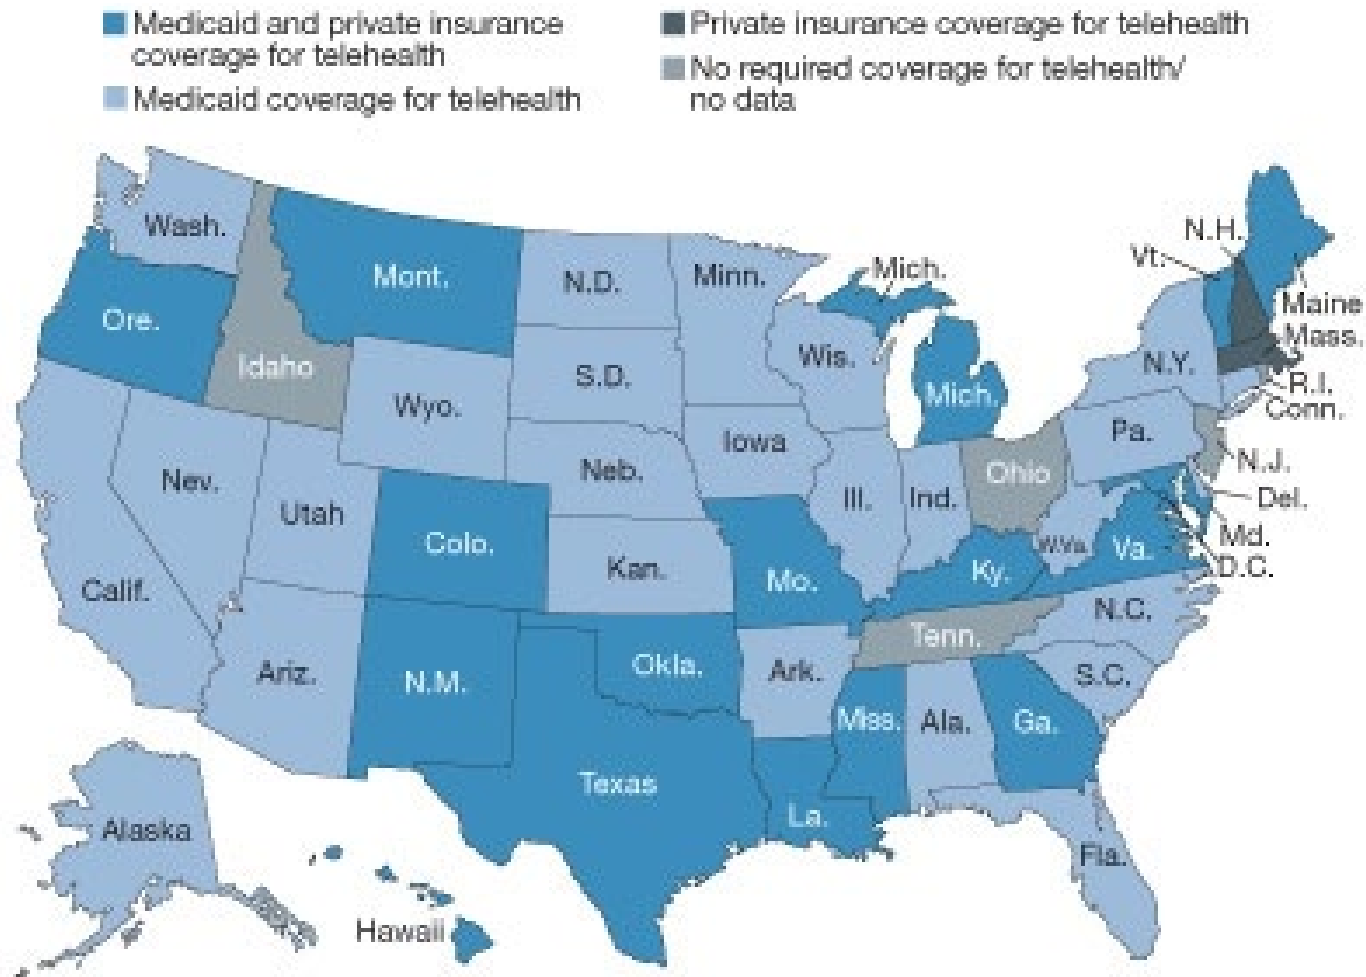 Medicaid and private insurance
coverage for telehealth
Medicaid coverage for telehealth
Private insurance coverage for telehealth
No required coverage for telehealth/
no data
Wash.
Ore.
Idaho
Mont.
N.D.
Minn.
Mich.
N.H.
Vt.
Maine
Mass.
R.I.
Conn.
N.Y.
Wis.
S.D.
Wyo.
Mich.
Pa.
N.J.
Del.
Md.
D.C.
Iowa
Neb.
Nev.
Utah
Colo.
Ill.
Ind.
Ohio
W.Va.
Va.
Ky.
Mo.
Kan.
Calif.
N.C.
Tenn.
S.C.
Ariz.
N.M.
Okla.
Ark.
Miss.
Ala.
Ga.
Texas
La.
Fla.
Alaska
Hawaii